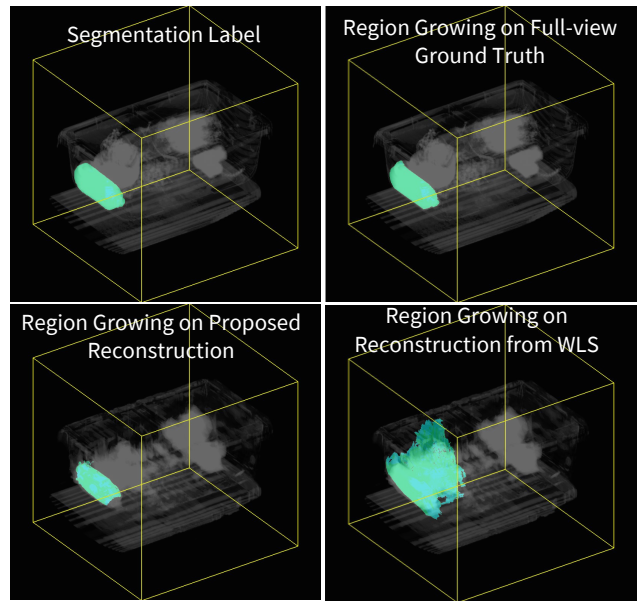 Segmentation Label
Region Growing on Full-view
Ground Truth
Region Growing on Proposed
Reconstruction
Region Growing on
Reconstruction from WLS